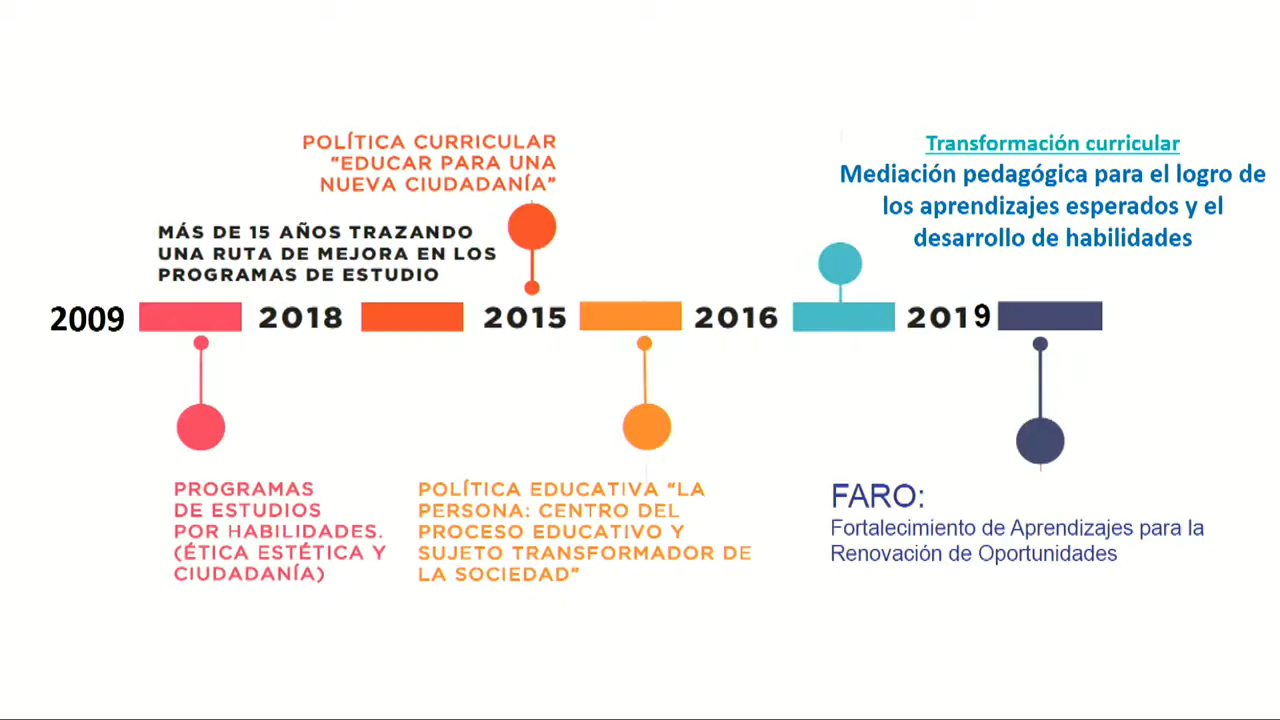 POLÍTICA CURRICULAR
“EDUCAR PARA UNA
NUEVA CIUDADANÍA”
Transformación curricular
Mediación pedagógica para el logro de
los aprendizajes esperados y el
desarrollo de habilidades
MÁS DE 15 AÑOS TRAZANDO
UNA RUTA DE MEJORA EN LOS
PROGRAMAS DE ESTUDIO
2009 2018 2015 2016 2019
PROGRAMAS
DE ESTUDIOS
POR HABILIDADES.
(ÉTICA ESTÉTICA Y
CIUDADANÍA)
POLÍTICA EDUCATIVA “LA
PERSONA: CENTRO DEL
PROCESO EDUCATIVO Y
SUJETO TRANSFORMADOR DE
LA SOCIEDAD”
FARO:
Fortalecimiento de Aprendizajes para la
Renovación de Oportunidades